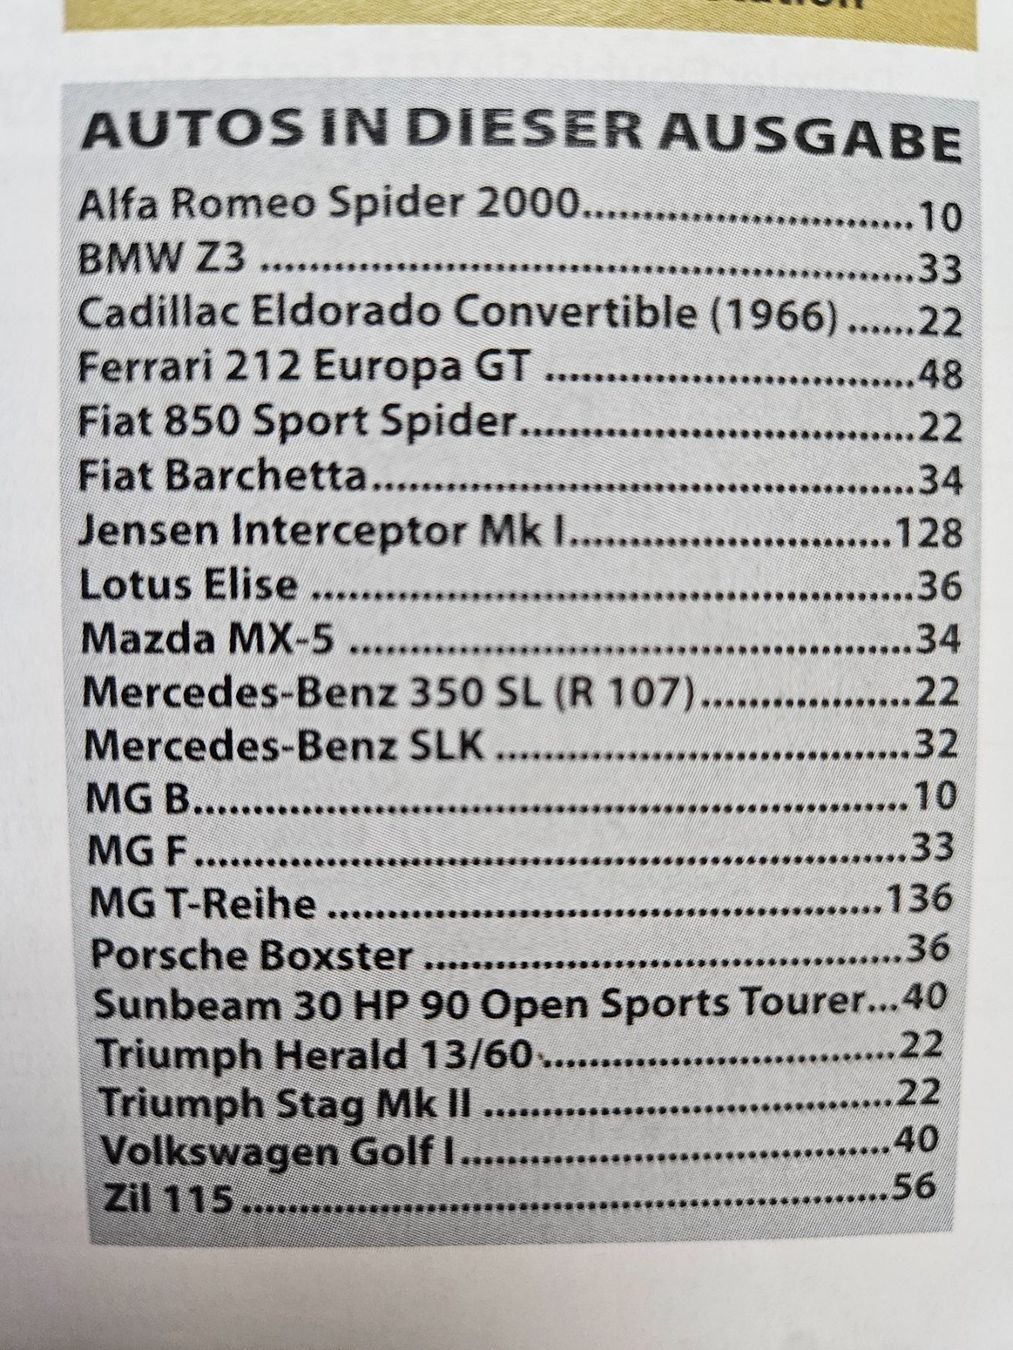 AUTOS IN DIESER AUSGABE
Alfa Romeo Spider 2000..................................10
BMW Z3 ..................................................33
Cadillac Eldorado Convertible (1966) ......22
Ferrari 212 Europa GT ..................................48
Fiat 850 Sport Spider.....................................22
Fiat Barchetta..................................................34
Jensen Interceptor Mk I................................128
Lotus Elise ......................................................36
Mazda MX-5 ...................................................34
Mercedes-Benz 350 SL (R 107)..................22
Mercedes-Benz SLK ....................................32
MG B...............................................................10
MG F...............................................................33
MG T-Reihe ...................................................136
Porsche Boxster ............................................36
Sunbeam 30 HP 90 Open Sports Tourer...40
Triumph Herald 13/60..................................22
Triumph Stag Mk II ......................................22
Volkswagen Golf I........................................40
Zil 115............................................................56